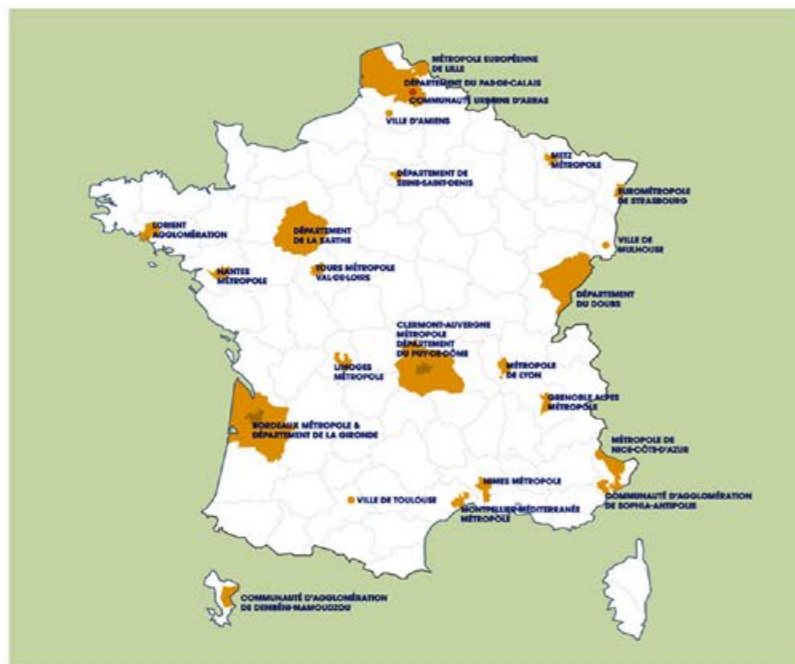 MÉTROPOLE EUROPÉENNE
DE LILLE
DÉPARTEMENT DU PAS-DE-CALAIS
COMMUNAUTÉ URBAINE D'ARRAS
VILLE D'AMIENS
METZ
MÉTROPOLE
DÉPARTEMENT DE
SEINE-SAINT-DENIS
EUROMÉTROPOLE
DE STRASBOURG
LORIENT
AGGLOMÉRATION
DÉPARTEMENT
DE LA SARTHE
VILLE DE
MULHOUSE
NANTES
MÉTROPOLE
TOURS MÉTROPOLE
VAL-DE-LOIRE
DÉPARTEMENT
DU DOUBS
CLERMONT-AUVERGNE
MÉTROPOLE
DÉPARTEMENT
DU PUY-DE-DÔME
LIMOGES
MÉTROPOLE
MÉTROPOLE
DE LYON
GRENOBLE ALPES
MÉTROPOLE
BORDEAUX MÉTROPOLE &
DÉPARTEMENT DE LA GIRONDE
MÉTROPOLE DE
NICE-CÔTE-D'AZUR
NIMES MÉTROPOLE
VILLE DE TOULOUSE
MONTPELLIER-MÉDITERRANÉE
MÉTROPOLE
COMMUNAUTÉ D'AGGLOMÉRATION
DE SOPHIA-ANTIPOLIS
COMMUNAUTÉ D'AGGLOMÉRATION
DE DEMBÉNI-MAMOUDZOU